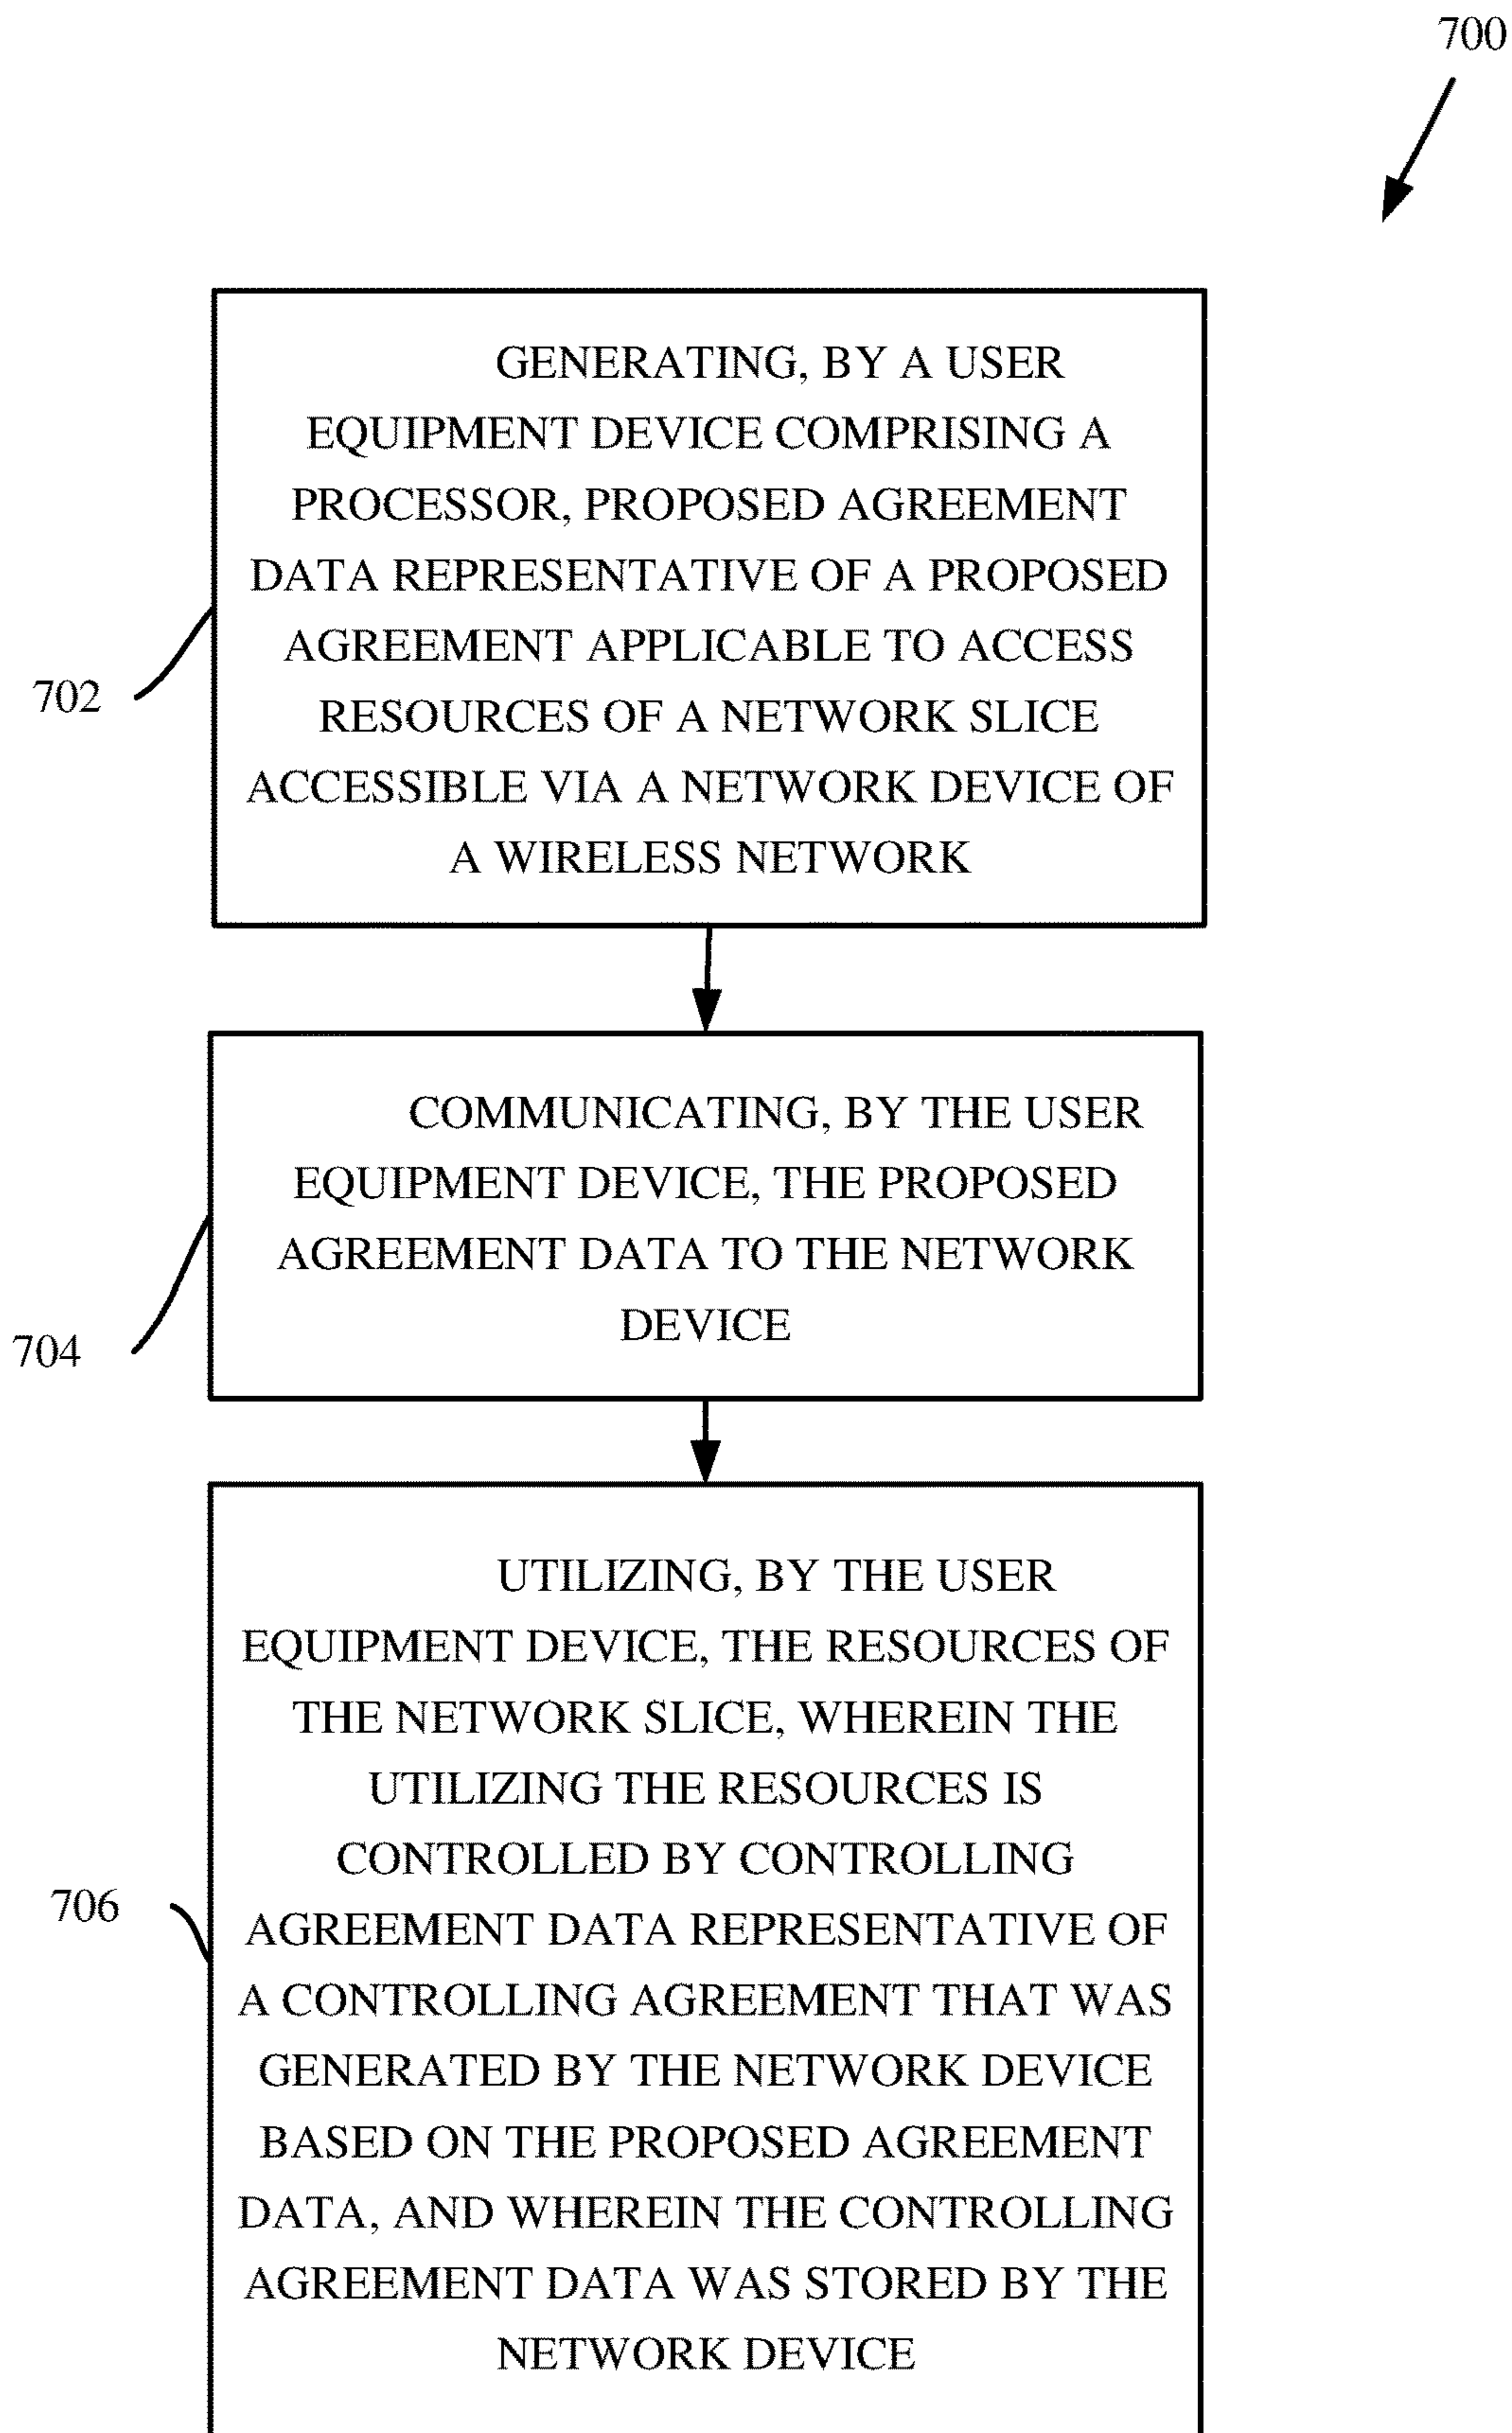 700
GENERATING, BY A USER
EQUIPMENT DEVICE COMPRISING A
PROCESSOR, PROPOSED AGREEMENT
DATA REPRESENTATIVE OF A PROPOSED
AGREEMENT APPLICABLE TO ACCESS
RESOURCES OF A NETWORK SLICE
ACCESSIBLE VIA A NETWORK DEVICE OF
A WIRELESS NETWORK
702
COMMUNICATING, BY THE USER
EQUIPMENT DEVICE, THE PROPOSED
AGREEMENT DATA TO THE NETWORK
DEVICE
704
UTILIZING, BY THE USER
EQUIPMENT DEVICE, THE RESOURCES OF
THE NETWORK SLICE, WHEREIN THE
UTILIZING THE RESOURCES IS
CONTROLLED BY CONTROLLING
AGREEMENT DATA REPRESENTATIVE OF
A CONTROLLING AGREEMENT THAT WAS
GENERATED BY THE NETWORK DEVICE
BASED ON THE PROPOSED AGREEMENT
DATA, AND WHEREIN THE CONTROLLING
AGREEMENT DATA WAS STORED BY THE
NETWORK DEVICE
706